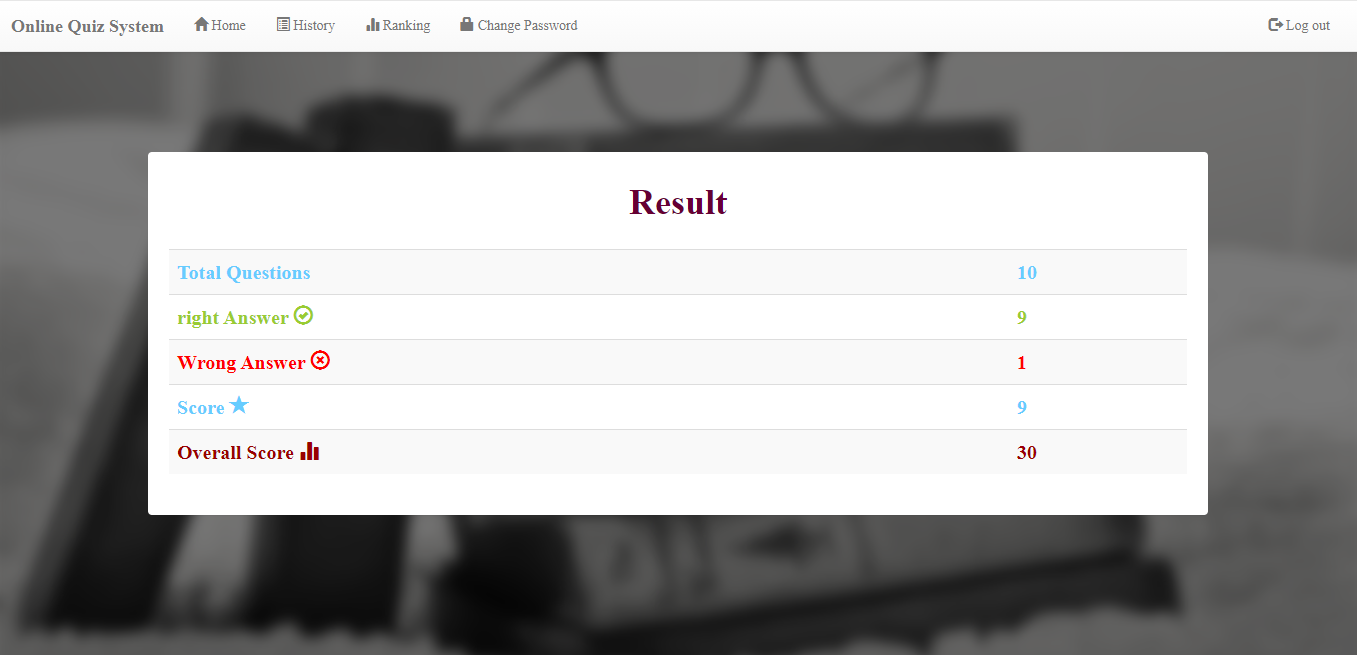 Online Quiz System Home History Ranking Change Password Log out
Result
Total Questions 10
right Answer 9
Wrong Answer 1
Score 9
Overall Score 30